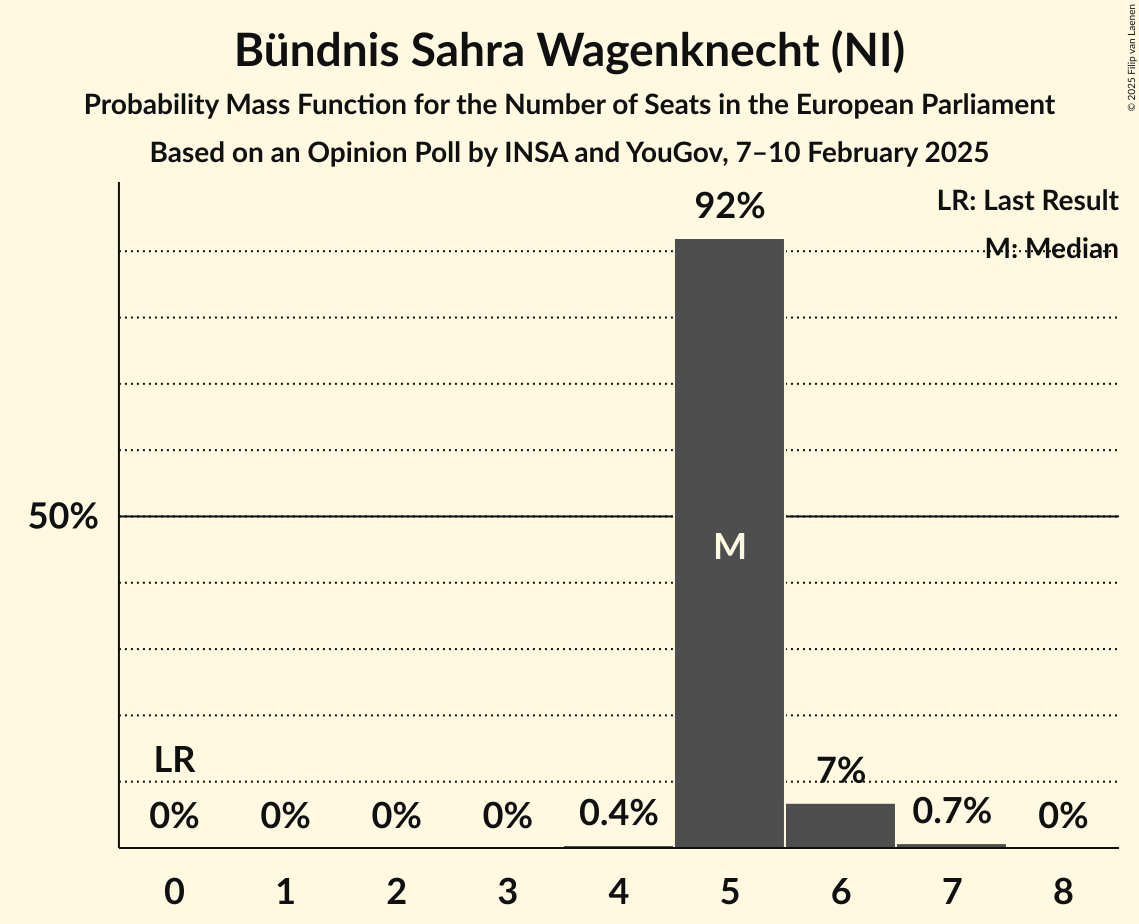 Bündnis Sahra Wagenknecht (NI)
Probability Mass Function for the Number of Seats in the European Parliament
Based on an Opinion Poll by INSA and YouGov, 7–10 February 2025
© 2025 Filip van Laenen
LR: Last Result
M: Median
92%
50%
M
LR
0% 0% 0% 0% 0.4% 7% 0.7% 0%
0 1 2 3 4 5 6 7 8